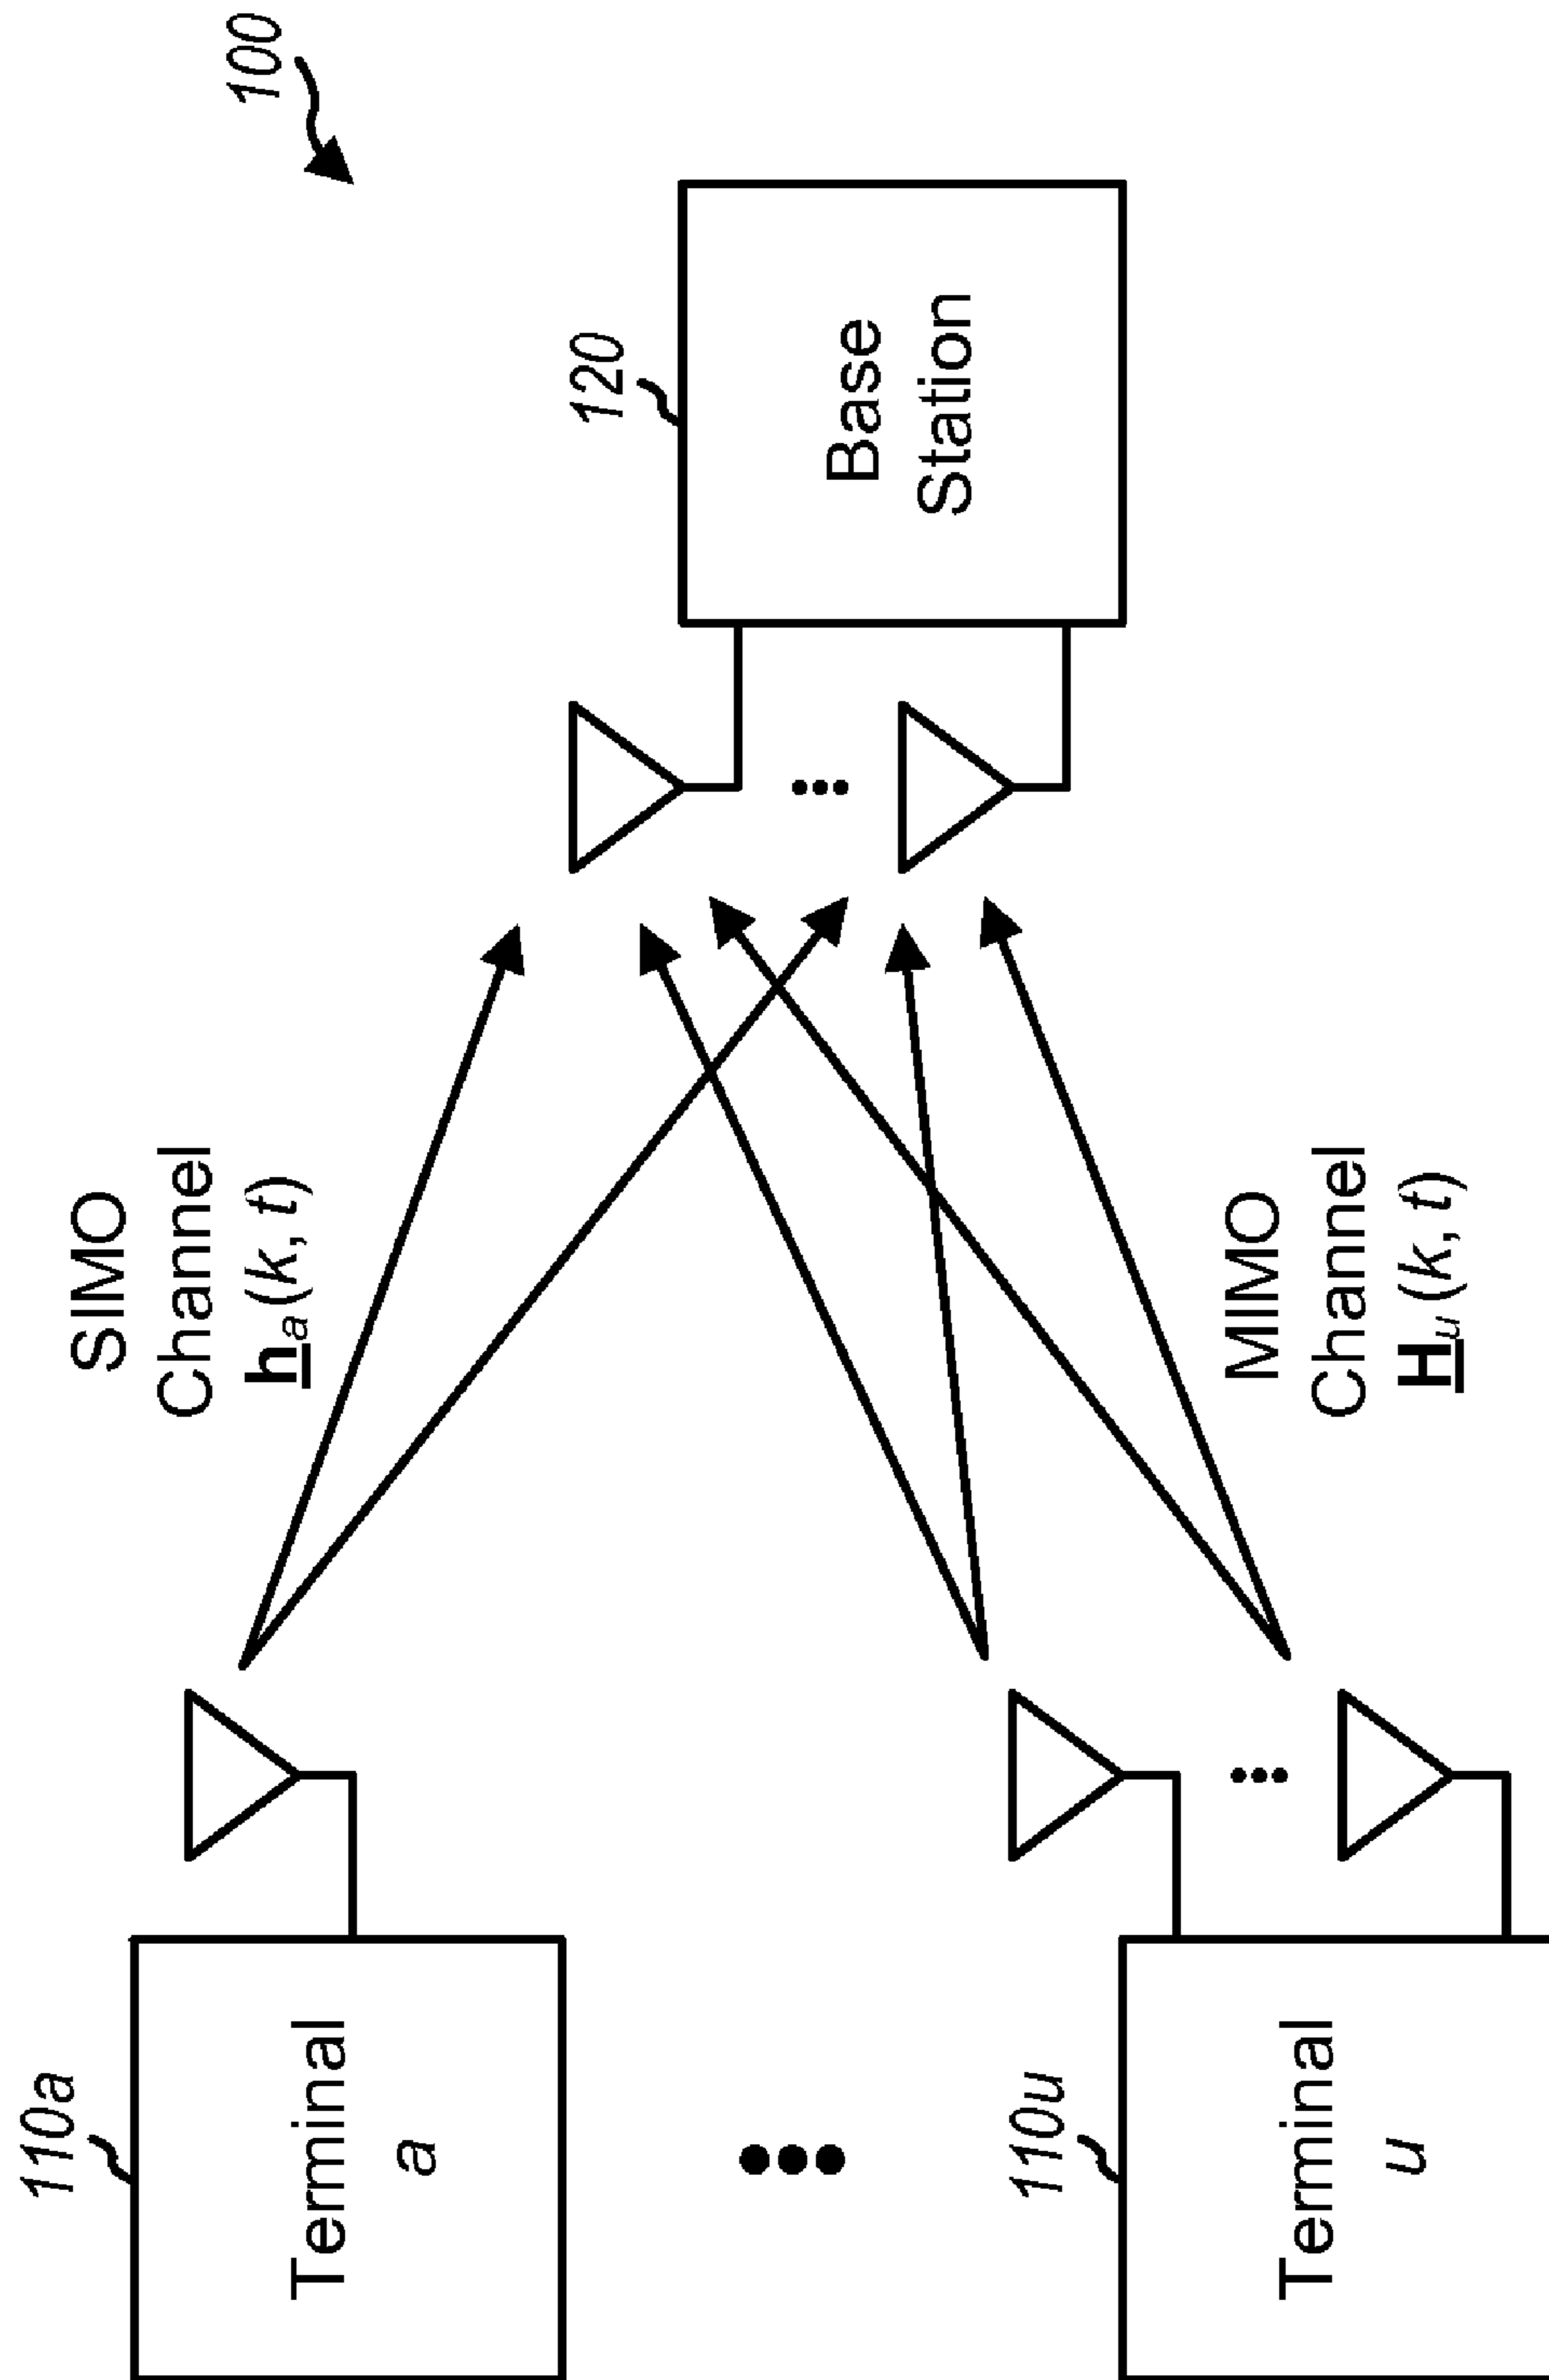 100
SIMO
Channel
h_a(k, t)
110a
Terminal
a
120
Base
Station
110u
Terminal
u
MIMO
Channel
H_u(k, t)